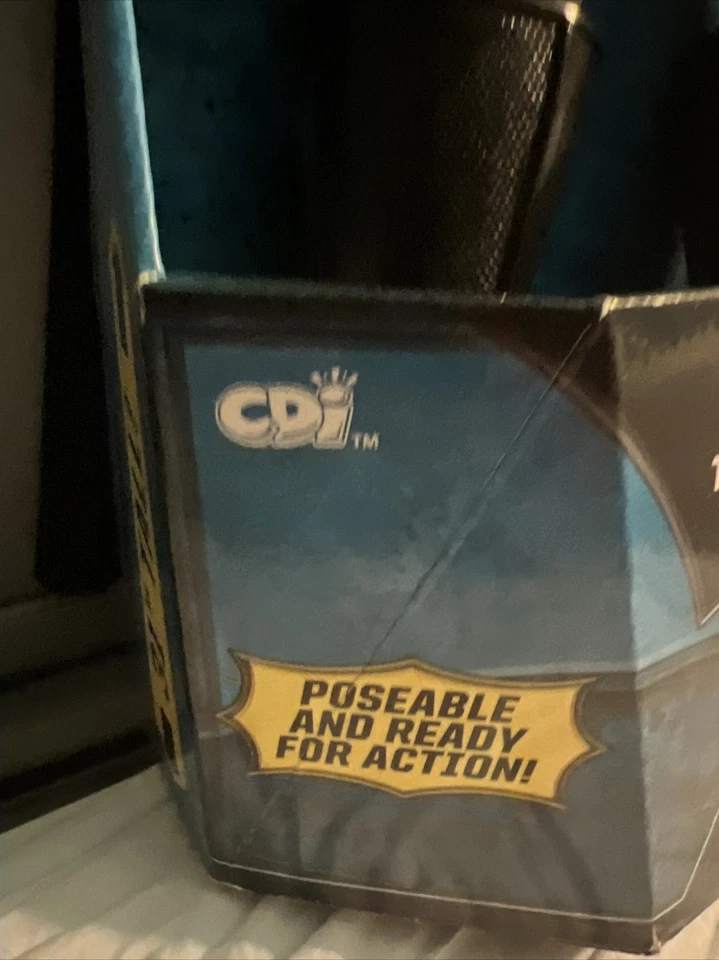 CDi™
POSEABLE
AND READY
FOR ACTION!